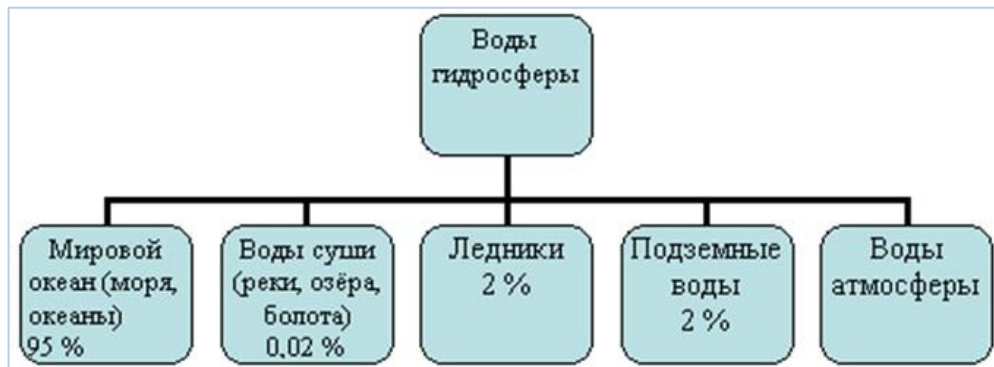 Воды
гидросферы
Мировой
океан (моря,
океаны)
95 %
Воды суши
(реки, озёра,
болота)
0,02 %
Ледники
2 %
Подземные
воды
2 %
Воды
атмосферы